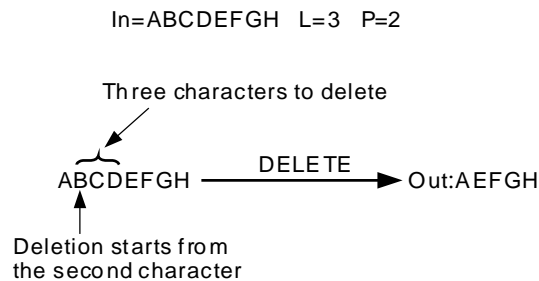 In=ABCDEFGH L=3 P=2
Three characters to delete
ABCDEFGH
DELETE
Out:AEFGH
Deletion starts from
the second character